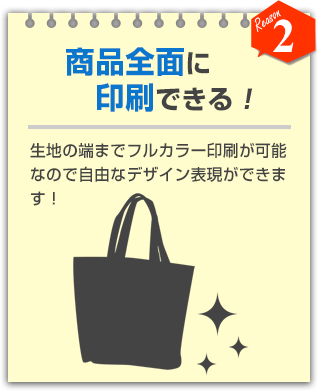 Reason
2
商品全面に
印刷できる！
生地の端までフルカラー印刷が可能
なので自由なデザイン表現ができま
す！